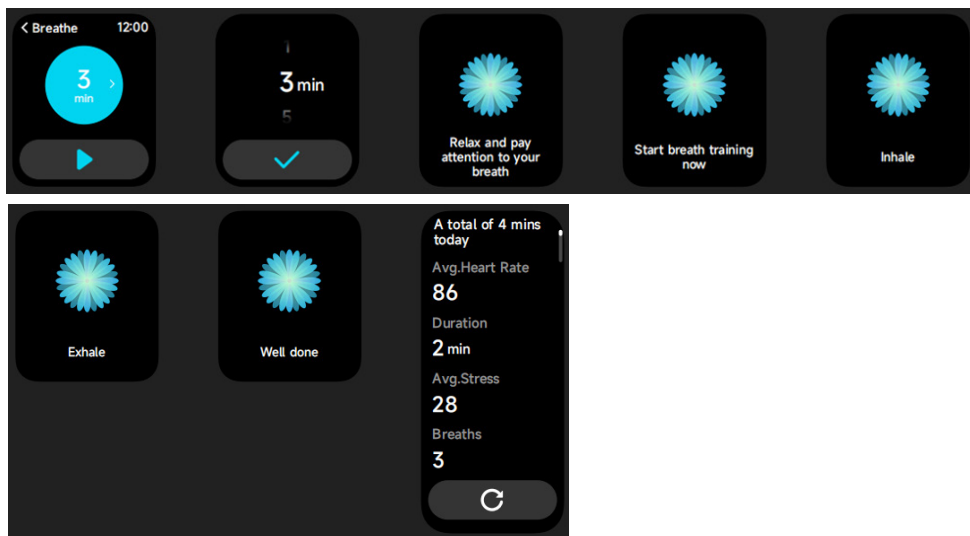 Breathe 12:00
3
min
1
3 min
5
Relax and pay
attention to your
breath
Start breath training
now
Inhale
Exhale
Well done
A total of 4 mins
today
Avg.Heart Rate
86
Duration
2 min
Avg.Stress
28
Breaths
3